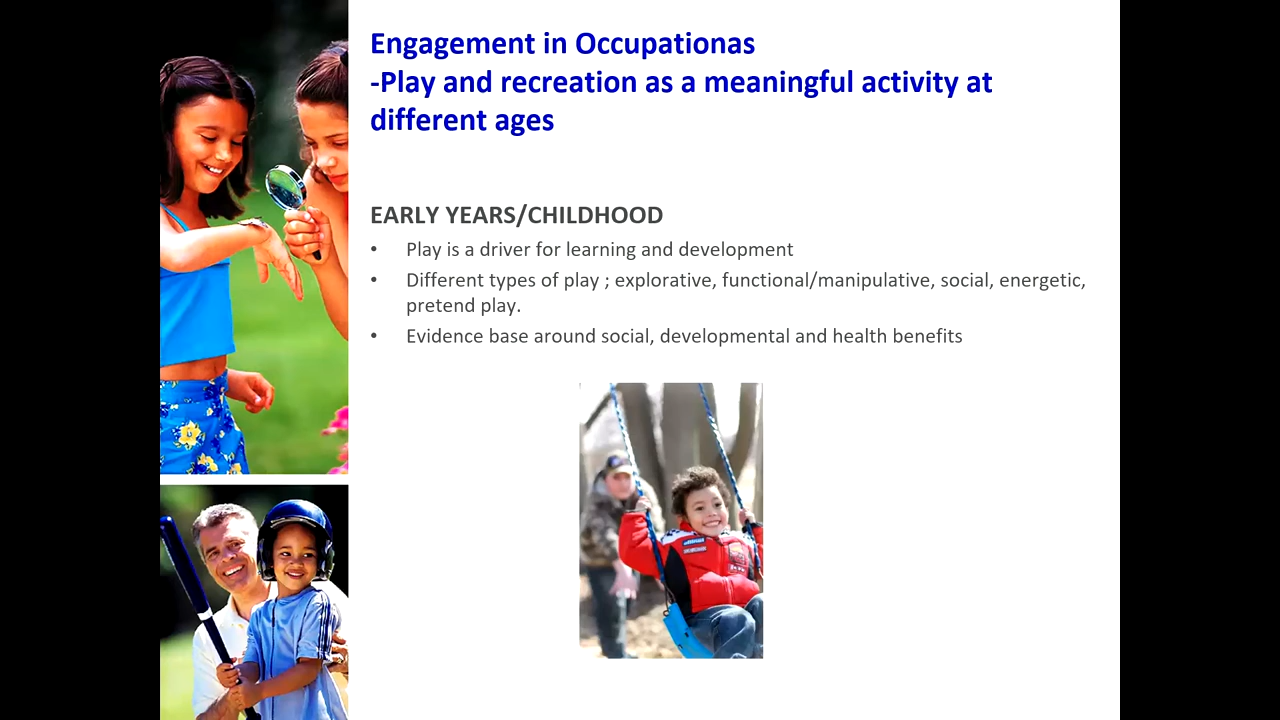 Engagement in Occupationas
-Play and recreation as a meaningful activity at
different ages
EARLY YEARS/CHILDHOOD
• Play is a driver for learning and development
• Different types of play ; explorative, functional/manipulative, social, energetic,
pretend play.
• Evidence base around social, developmental and health benefits